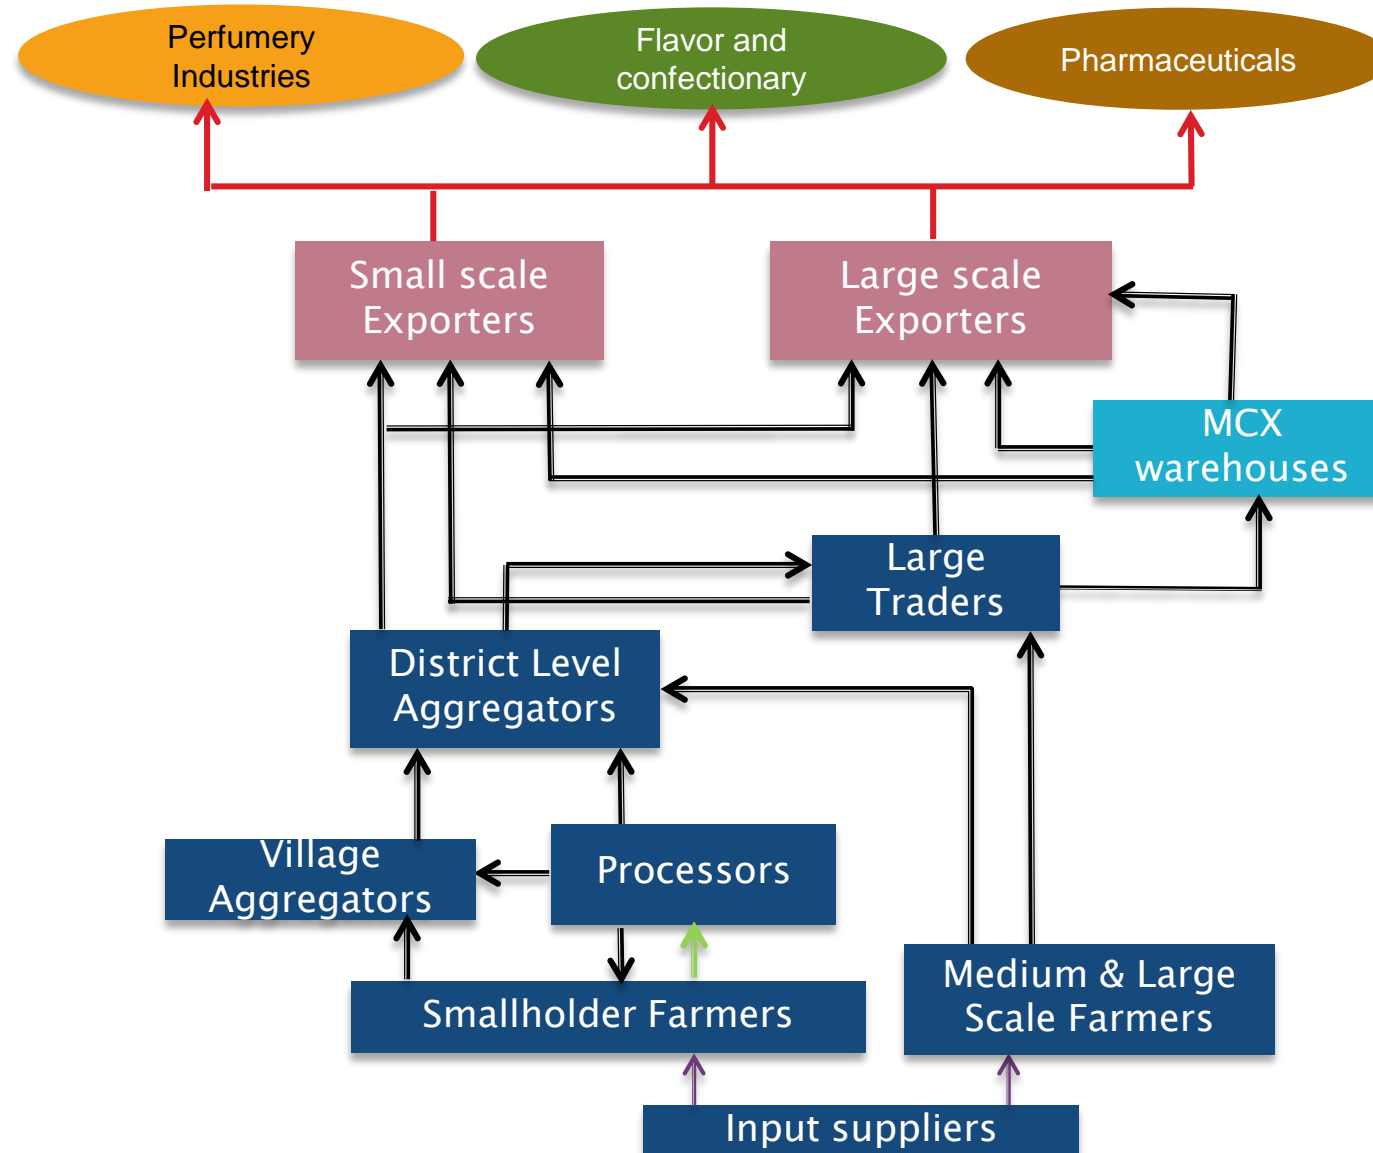 Perfumery
Industries
Flavor and
confectionary
Pharmaceuticals
Small scale
Exporters
Large scale
Exporters
MCX
warehouses
Large
Traders
District Level
Aggregators
Village
Aggregators
Processors
Smallholder Farmers
Medium & Large
Scale Farmers
Input suppliers